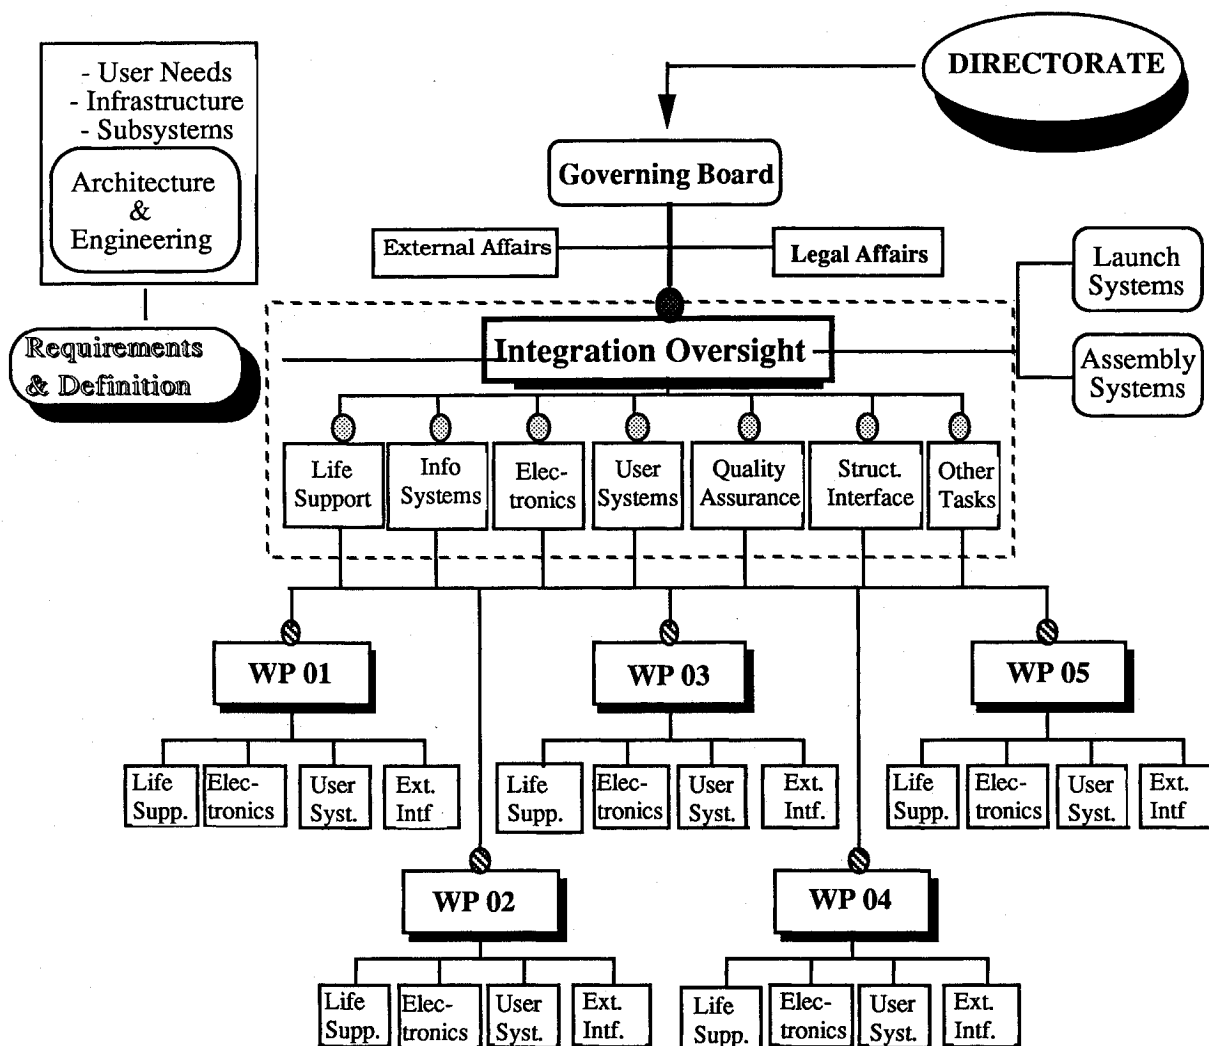 - User Needs
- Infrastructure
- Subsystems
Architecture
&
Engineering
Requirements
& Definition
DIRECTORATE
Governing Board
External Affairs
Legal Affairs
Launch
Systems
Assembly
Systems
Integration Oversight
Life
Support
Info
Systems
Elec-
tronics
User
Systems
Quality
Assurance
Struct.
Interface
Other
Tasks
WP 01
Life
Supp.
Elec-
tronics
User
Syst.
Ext.
Intf
WP 03
Life
Supp.
Elec-
tronics
User
Syst.
Ext.
Intf.
WP 05
Life
Supp.
Elec-
tronics
User
Syst.
Ext.
Intf
WP 02
Life
Supp.
Elec-
tronics
User
Syst.
Ext.
Intf.
WP 04
Life
Supp.
Elec-
tronics
User
Syst.
Ext.
Intf.